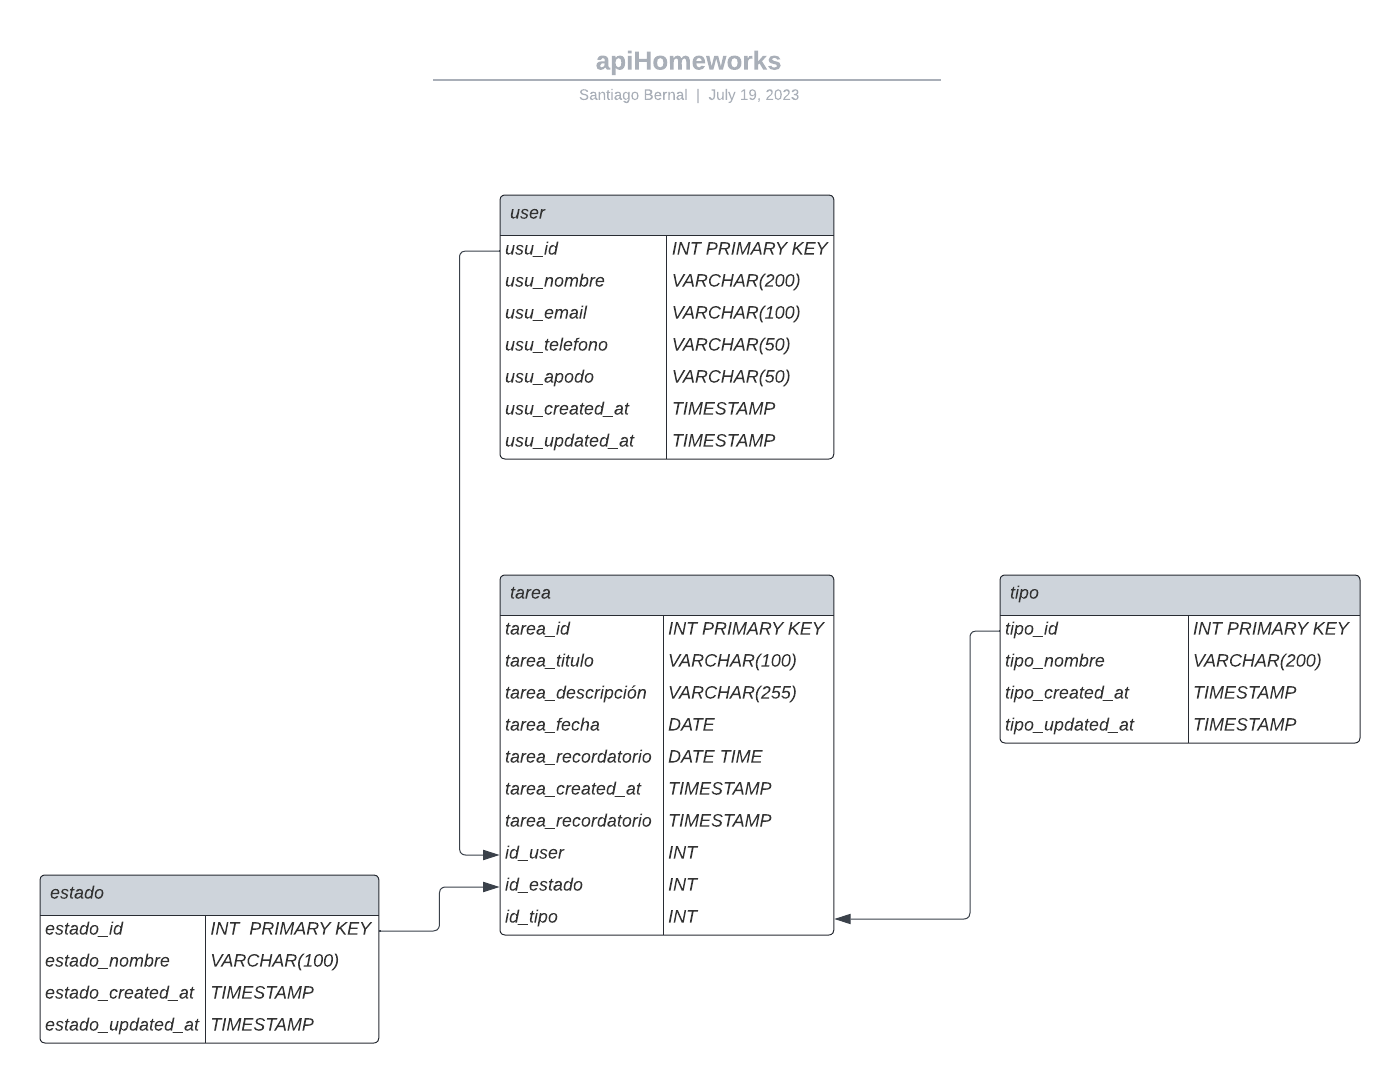 apiHomeworks
Santiago Bernal | July 19, 2023
user
usu_id INT PRIMARY KEY
usu_nombre VARCHAR(200)
usu_email VARCHAR(100)
usu_telefono VARCHAR(50)
usu_apodo VARCHAR(50)
usu_created_at TIMESTAMP
usu_updated_at TIMESTAMP
tarea
tarea_id INT PRIMARY KEY
tarea_titulo VARCHAR(100)
tarea_descripción VARCHAR(255)
tarea_fecha DATE
tarea_recordatorio DATE TIME
tarea_created_at TIMESTAMP
tarea_recordatorio TIMESTAMP
id_user INT
id_estado INT
id_tipo INT
tipo
tipo_id INT PRIMARY KEY
tipo_nombre VARCHAR(200)
tipo_created_at TIMESTAMP
tipo_updated_at TIMESTAMP
estado
estado_id INT PRIMARY KEY
estado_nombre VARCHAR(100)
estado_created_at TIMESTAMP
estado_updated_at TIMESTAMP